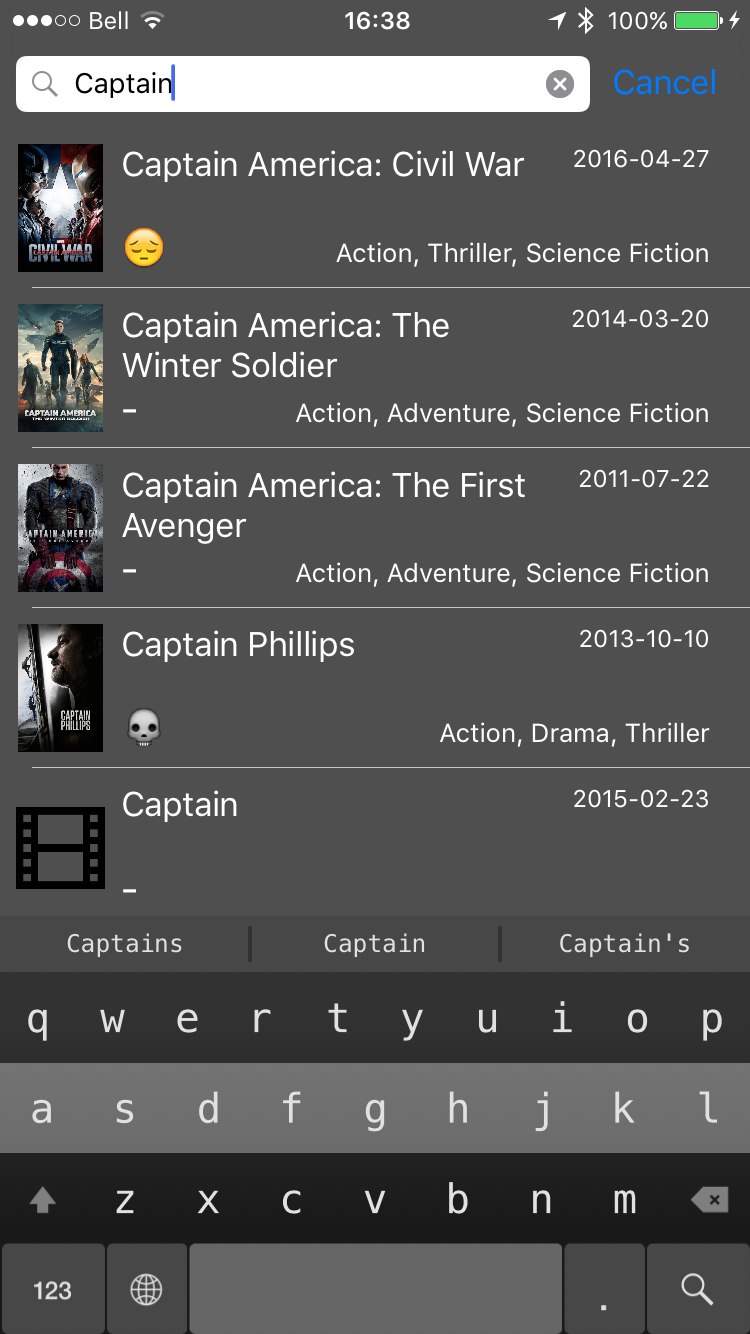 Bell 16:38 100%
Captain Cancel
Captain America: Civil War 2016-04-27
CIVIL WAR
😔 Action, Thriller, Science Fiction
Captain America: The 2014-03-20
Winter Soldier
CAPTAIN AMERICA
THE WINTER SOLDIER
– Action, Adventure, Science Fiction
Captain America: The First 2011-07-22
Avenger
CAPTAIN AMERICA
– Action, Adventure, Science Fiction
Captain Phillips 2013-10-10
CAPTAIN
PHILLIPS
💀 Action, Drama, Thriller
Captain 2015-02-23
–
Captains Captain Captain's
q w e r t y u i o p
a s d f g h j k l
z x c v b n m
123 .